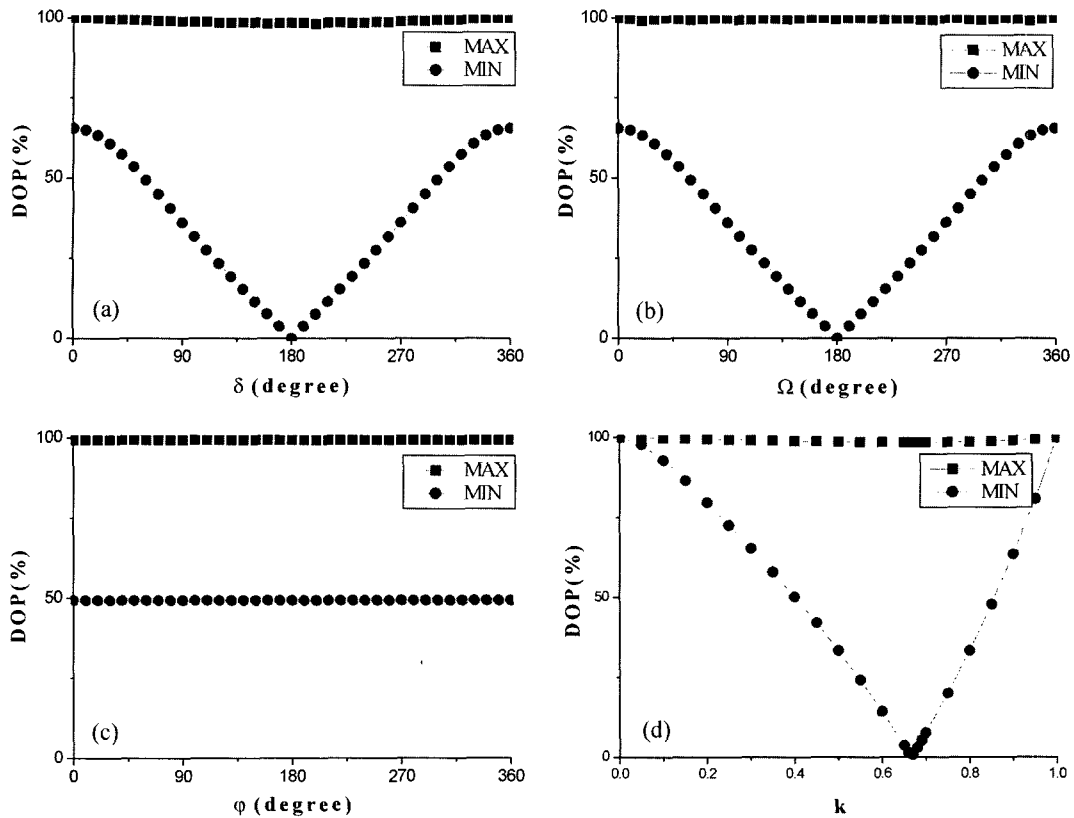 100
50
0
DOP(%)
MAX
MIN
(a)
0 90 180 270 360
δ (degree)
100
50
0
DOP(%)
MAX
MIN
(b)
0 90 180 270 360
Ω (degree)
100
50
0
DOP(%)
MAX
MIN
(c)
0 90 180 270 360
φ (degree)
100
50
0
DOP(%)
MAX
MIN
(d)
0.0 0.2 0.4 0.6 0.8 1.0
k